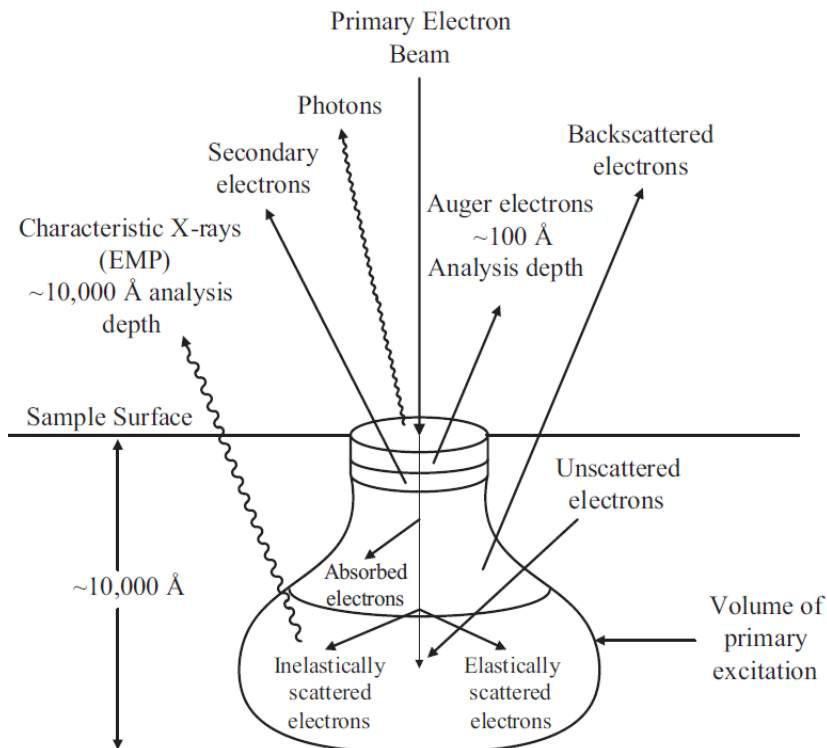 Primary Electron
Beam
Photons
Backscattered
electrons
Secondary
electrons
Auger electrons
~100 Å
Analysis depth
Characteristic X-rays
(EMP)
~10,000 Å analysis
depth
Sample Surface
Unscattered
electrons
~10,000 Å
Absorbed
electrons
Volume of
primary
excitation
Inelastically
scattered
electrons
Elastically
scattered
electrons